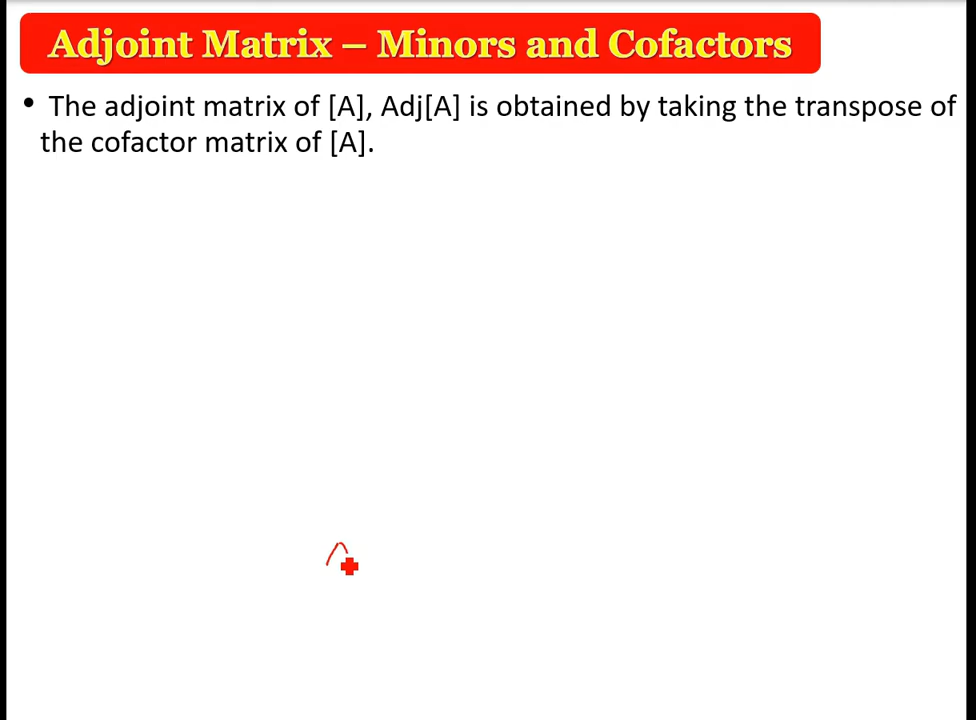 Adjoint Matrix – Minors and Cofactors
• The adjoint matrix of [A], Adj[A] is obtained by taking the transpose of
the cofactor matrix of [A].